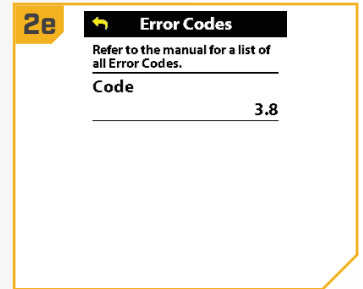 2e
Error Codes
Refer to the manual for a list of
all Error Codes.
Code
3.8